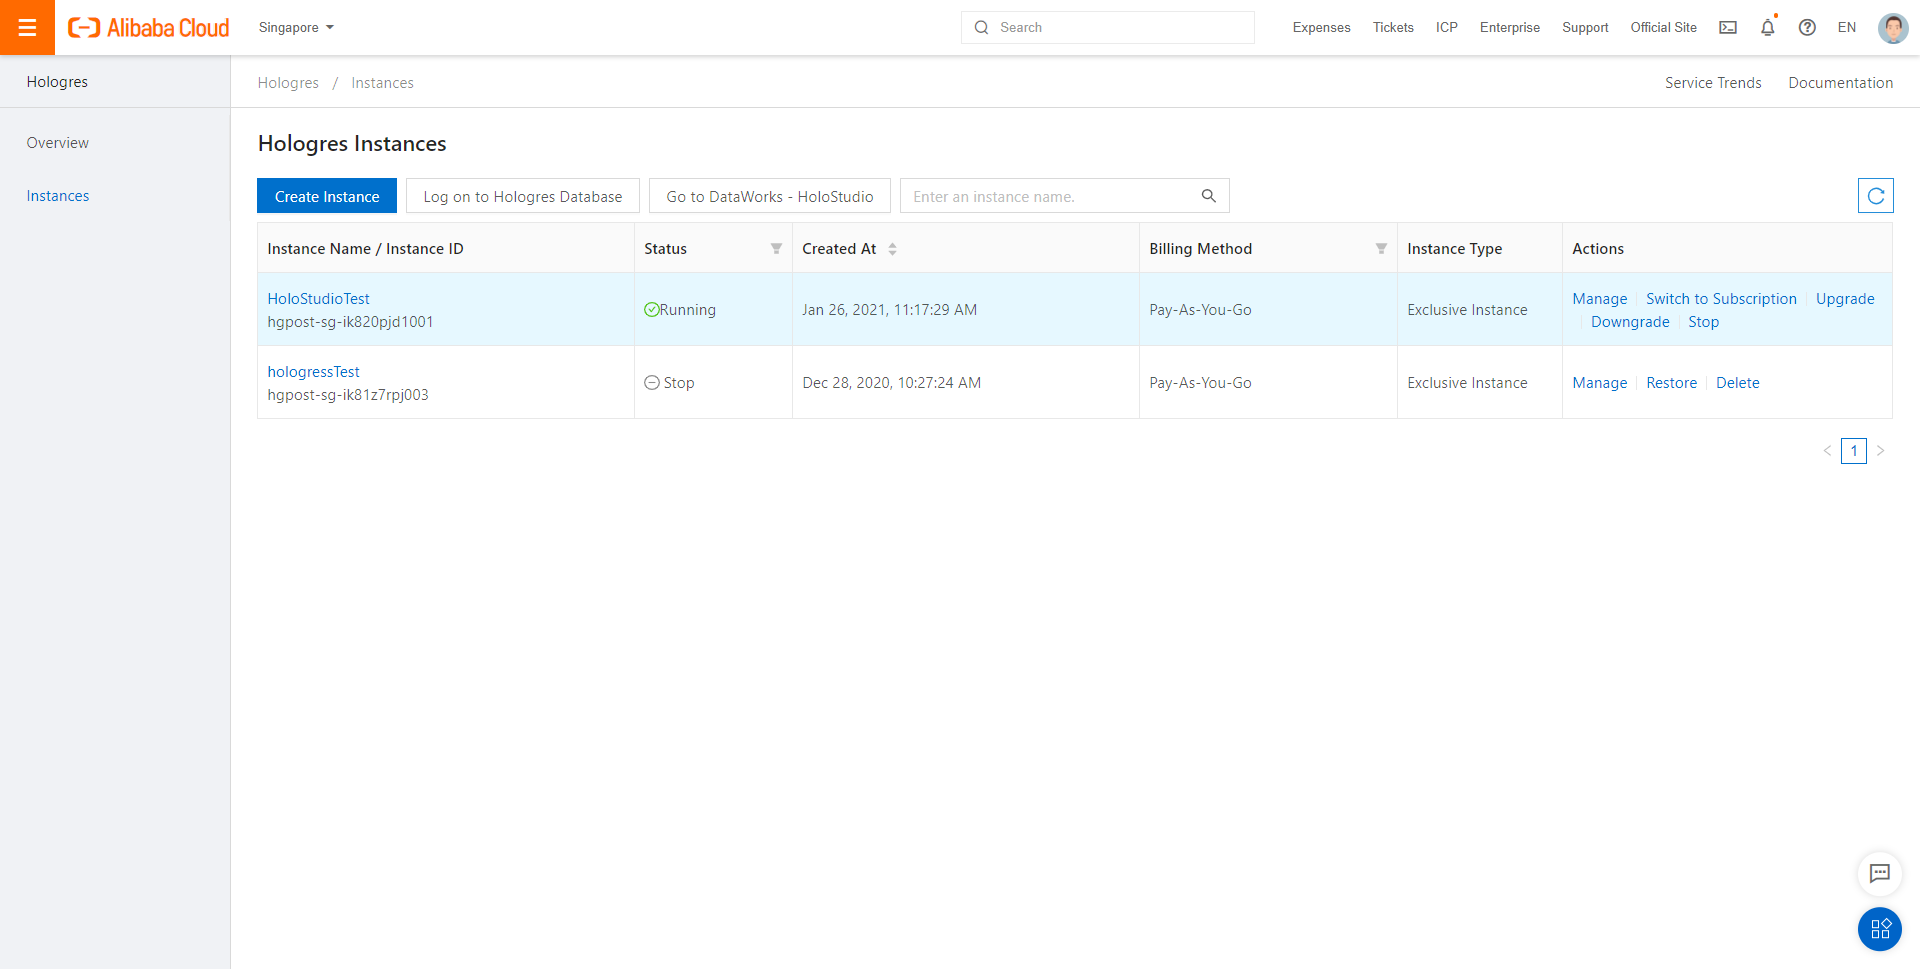 Alibaba Cloud
Singapore
Search
Expenses Tickets ICP Enterprise Support Official Site EN
Hologres
Hologres / Instances
Service Trends Documentation
Overview
Instances
Hologres Instances
Create Instance Log on to Hologres Database Go to DataWorks - HoloStudio Enter an instance name.
Instance Name / Instance ID Status Created At Billing Method Instance Type Actions
HoloStudioTest
hgpost-sg-ik820pjd1001
Running Jan 26, 2021, 11:17:29 AM Pay-As-You-Go Exclusive Instance
Manage Switch to Subscription Upgrade
Downgrade Stop
hologressTest
hgpost-sg-ik81z7rpj003
Stop Dec 28, 2020, 10:27:24 AM Pay-As-You-Go Exclusive Instance Manage Restore Delete
< 1 >